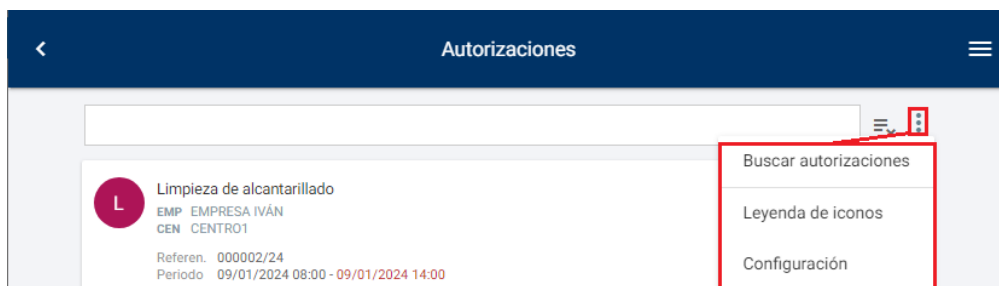 Autorizaciones
Buscar autorizaciones
Leyenda de iconos
Configuración
L
Limpieza de alcantarillado
EMP EMPRESA IVÁN
CEN CENTRO1
Referen. 000002/24
Periodo 09/01/2024 08:00 - 09/01/2024 14:00